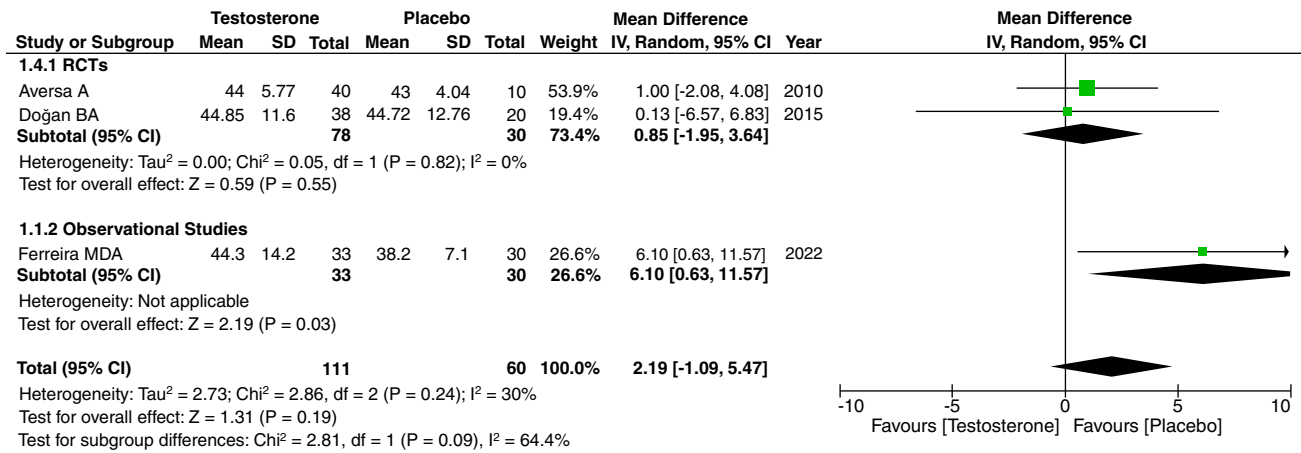 Testosterone Placebo Mean Difference Mean Difference
Study or Subgroup Mean SD Total Mean SD Total Weight IV, Random, 95% CI Year IV, Random, 95% CI
1.4.1 RCTs
Aversa A 44 5.77 40 43 4.04 10 53.9% 1.00 [-2.08, 4.08] 2010
Doğan BA 44.85 11.6 38 44.72 12.76 20 19.4% 0.13 [-6.57, 6.83] 2015
Subtotal (95% CI) 78 30 73.4% 0.85 [-1.95, 3.64]
Heterogeneity: Tau² = 0.00; Chi² = 0.05, df = 1 (P = 0.82); I² = 0%
Test for overall effect: Z = 0.59 (P = 0.55)
1.1.2 Observational Studies
Ferreira MDA 44.3 14.2 33 38.2 7.1 30 26.6% 6.10 [0.63, 11.57] 2022
Subtotal (95% CI) 33 30 26.6% 6.10 [0.63, 11.57]
Heterogeneity: Not applicable
Test for overall effect: Z = 2.19 (P = 0.03)
Total (95% CI) 111 60 100.0% 2.19 [-1.09, 5.47]
Heterogeneity: Tau² = 2.73; Chi² = 2.86, df = 2 (P = 0.24); I² = 30%
Test for overall effect: Z = 1.31 (P = 0.19)
Test for subgroup differences: Chi² = 2.81, df = 1 (P = 0.09), I² = 64.4%
-10 -5 0 5 10
Favours [Testosterone] Favours [Placebo]